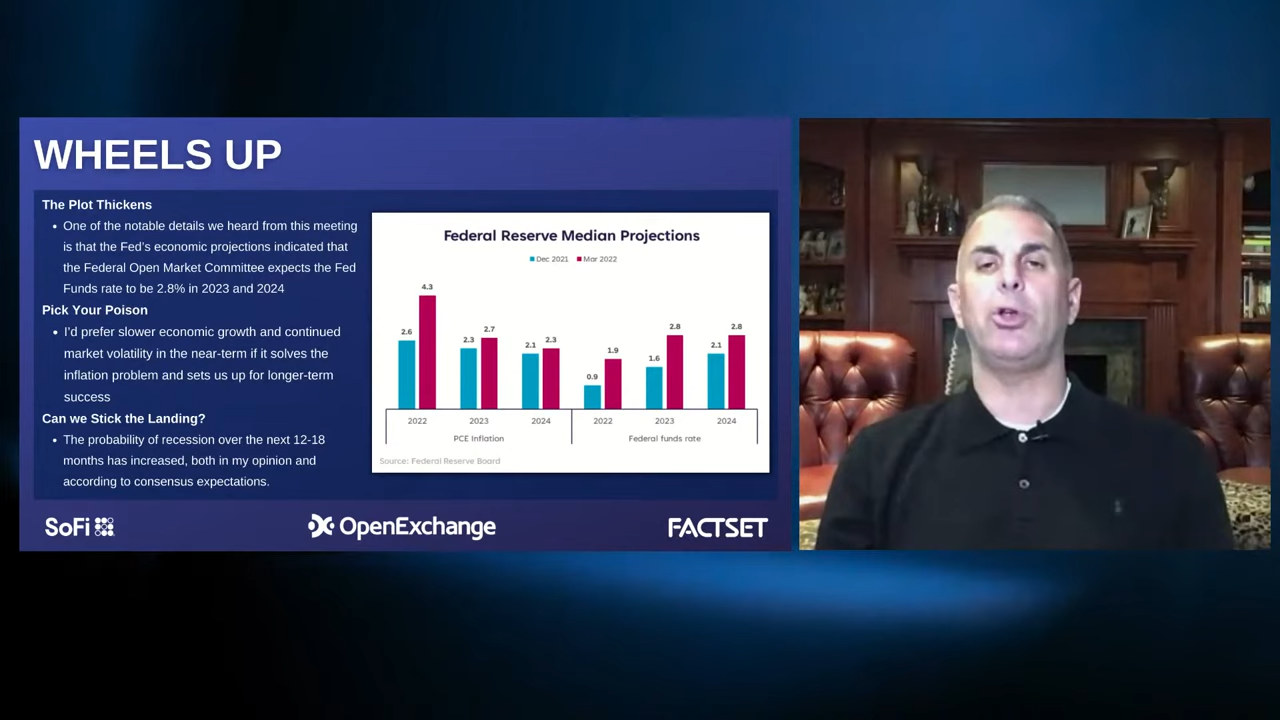 WHEELS UP
The Plot Thickens
• One of the notable details we heard from this meeting
is that the Fed's economic projections indicated that
the Federal Open Market Committee expects the Fed
Funds rate to be 2.8% in 2023 and 2024
Pick Your Poison
• I'd prefer slower economic growth and continued
market volatility in the near-term if it solves the
inflation problem and sets us up for longer-term
success
Can we Stick the Landing?
• The probability of recession over the next 12-18
months has increased, both in my opinion and
according to consensus expectations.
Federal Reserve Median Projections
Dec 2021 Mar 2022
2.6 4.3 2.3 2.7 2.1 2.3 0.9 1.9 1.6 2.8 2.1 2.8
2022 2023 2024 2022 2023 2024
PCE Inflation Federal funds rate
Source: Federal Reserve Board
SoFi OpenExchange FACTSET